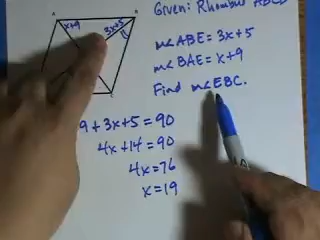 Given: Rhombus ABCD
m∠ABE = 3x+5
m∠BAE = x+9
Find m∠EBC.
A
x+9
3x+5
9+3x+5=90
4x+14=90
4x=76
x=19